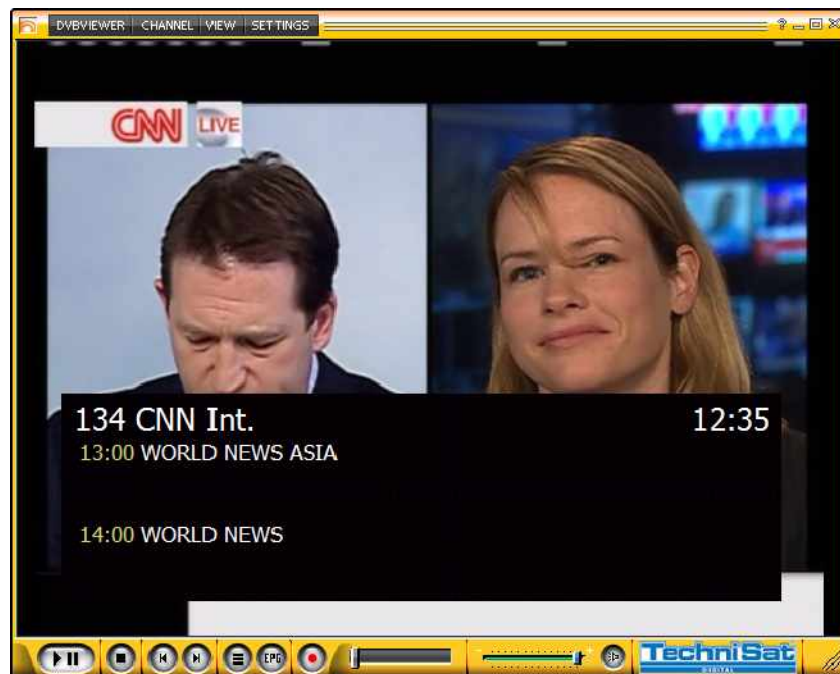 DVBVIEWER CHANNEL VIEW SETTINGS
CNN LIVE
134 CNN Int. 12:35
13:00 WORLD NEWS ASIA
14:00 WORLD NEWS
EPG
TechniSat
DIGITAL